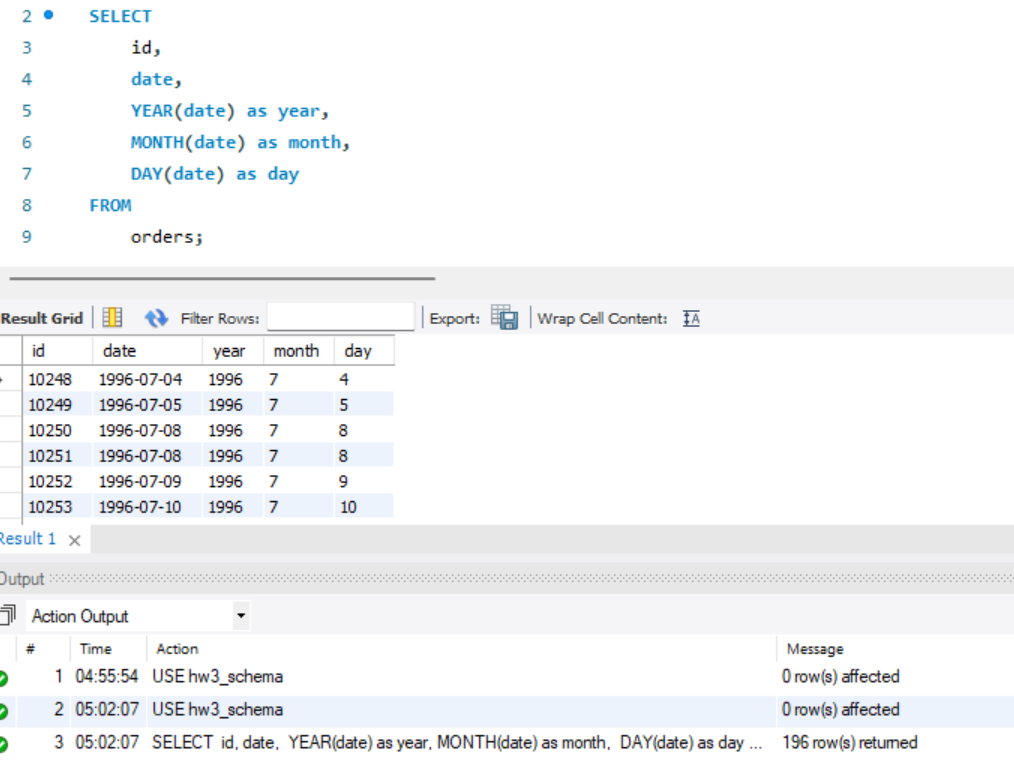 2 SELECT
3 id,
4 date,
5 YEAR(date) as year,
6 MONTH(date) as month,
7 DAY(date) as day
8 FROM
9 orders;
Result Grid Filter Rows: Export: Wrap Cell Content: IA
id date year month day
10248 1996-07-04 1996 7 4
10249 1996-07-05 1996 7 5
10250 1996-07-08 1996 7 8
10251 1996-07-08 1996 7 8
10252 1996-07-09 1996 7 9
10253 1996-07-10 1996 7 10
Result 1 ×
Output
Action Output
# Time Action Message
1 04:55:54 USE hw3_schema 0 row(s) affected
2 05:02:07 USE hw3_schema 0 row(s) affected
3 05:02:07 SELECT id, date, YEAR(date) as year, MONTH(date) as month, DAY(date) as day ... 196 row(s) returned